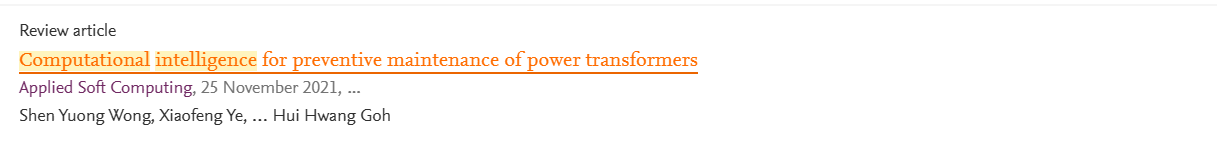 Review article
Computational intelligence for preventive maintenance of power transformers
Applied Soft Computing, 25 November 2021, ...
Shen Yuong Wong, Xiaofeng Ye, … Hui Hwang Goh